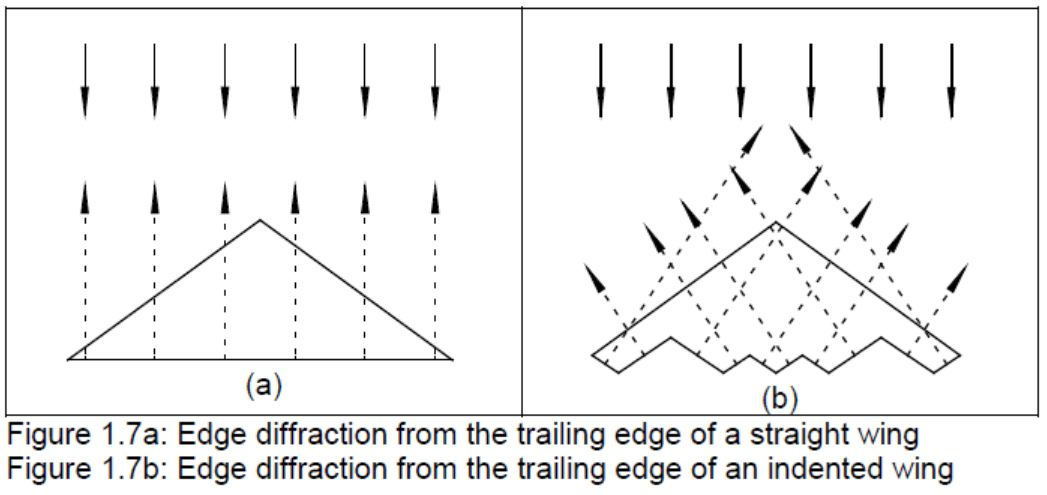 (a)
(b)
Figure 1.7a: Edge diffraction from the trailing edge of a straight wing
Figure 1.7b: Edge diffraction from the trailing edge of an indented wing